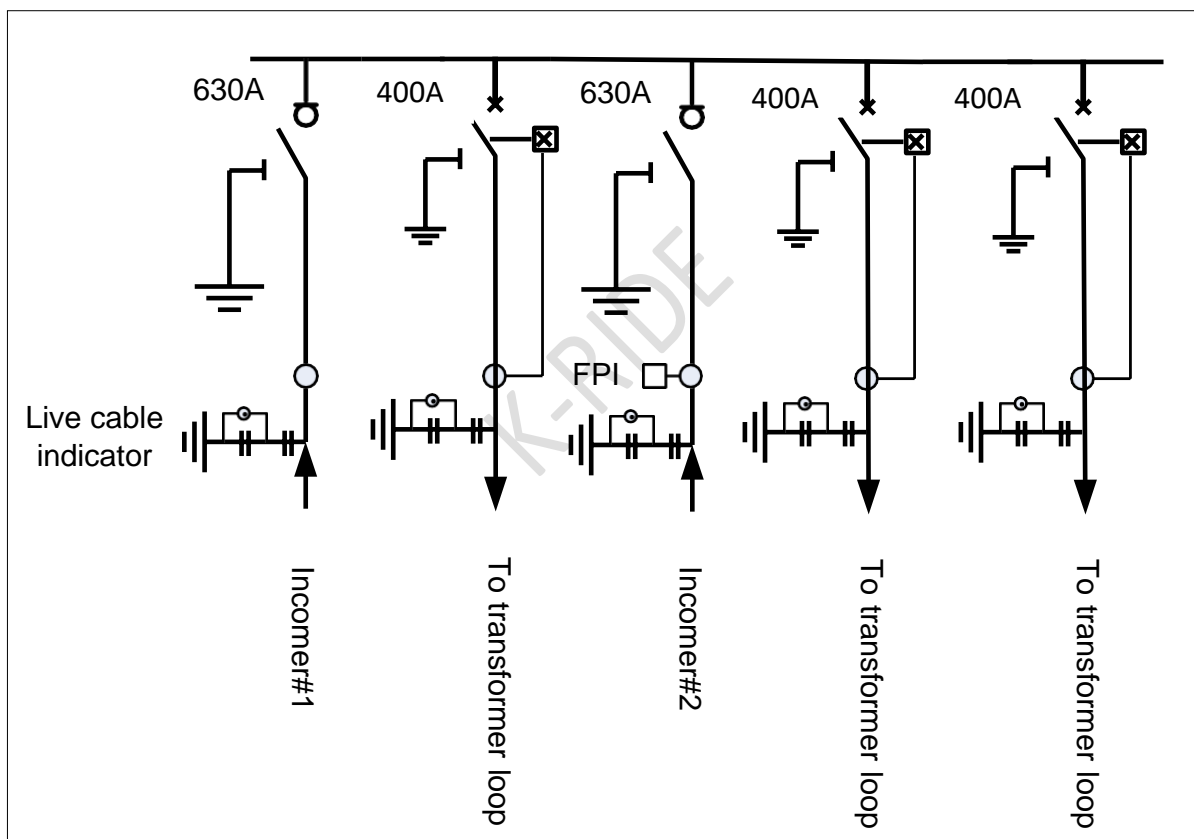 630A
400A
630A
400A
400A
K-RIDE
FPI
Live cable
indicator
Incomer#1
To transformer loop
Incomer#2
To transformer loop
To transformer loop